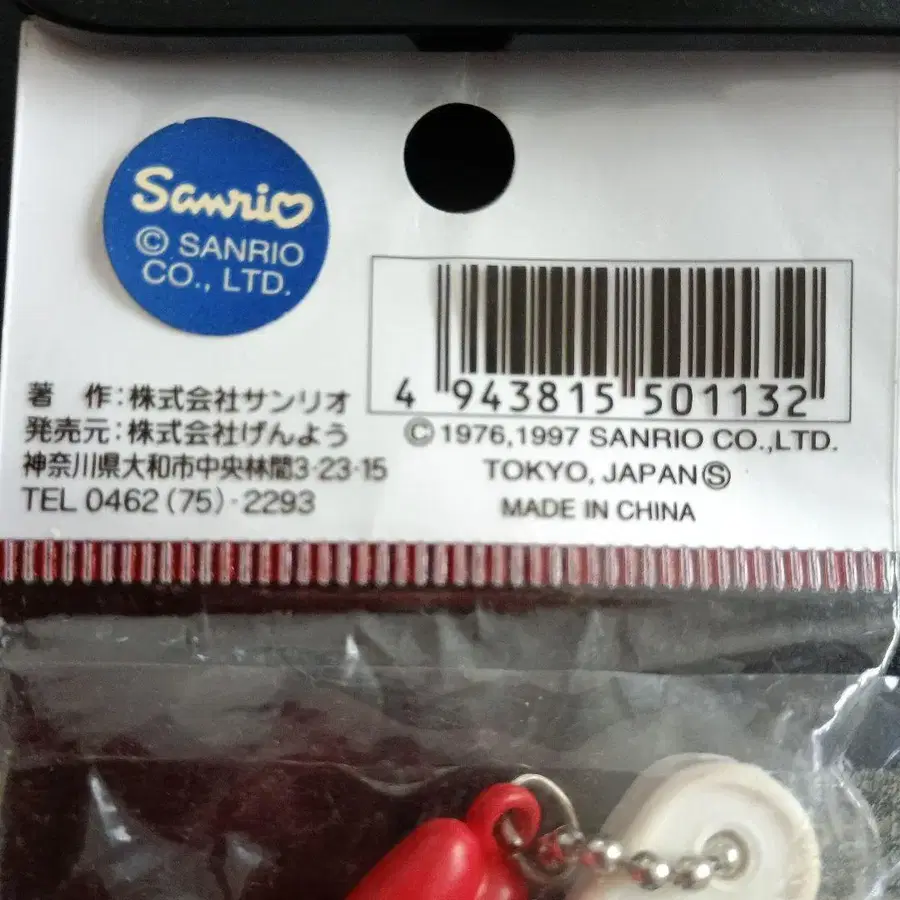 Sanrio
© SANRIO
CO., LTD.
4 943815 501132
著 作:株式会社サンリオ
発売元:株式会社げんよう
神奈川県大和市中央林間3-23-15
TEL 0462 (75)-2293
© 1976,1997 SANRIO CO.,LTD.
TOKYO, JAPAN Ⓢ
MADE IN CHINA